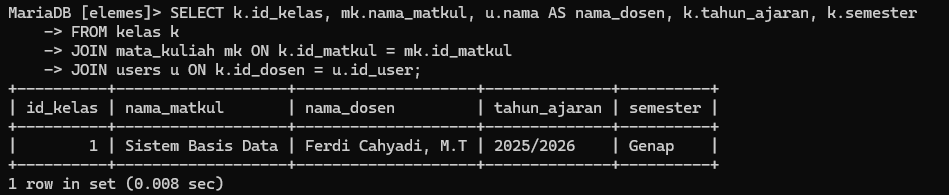 MariaDB [elemes]> SELECT k.id_kelas, mk.nama_matkul, u.nama AS nama_dosen, k.tahun_ajaran, k.semester
    -> FROM kelas k
    -> JOIN mata_kuliah mk ON k.id_matkul = mk.id_matkul
    -> JOIN users u ON k.id_dosen = u.id_user;
+----------+--------------------+---------------------+--------------+----------+
| id_kelas | nama_matkul        | nama_dosen          | tahun_ajaran | semester |
+----------+--------------------+---------------------+--------------+----------+
|        1 | Sistem Basis Data | Ferdi Cahyadi, M.T | 2025/2026    | Genap    |
+----------+--------------------+---------------------+--------------+----------+
1 row in set (0.008 sec)